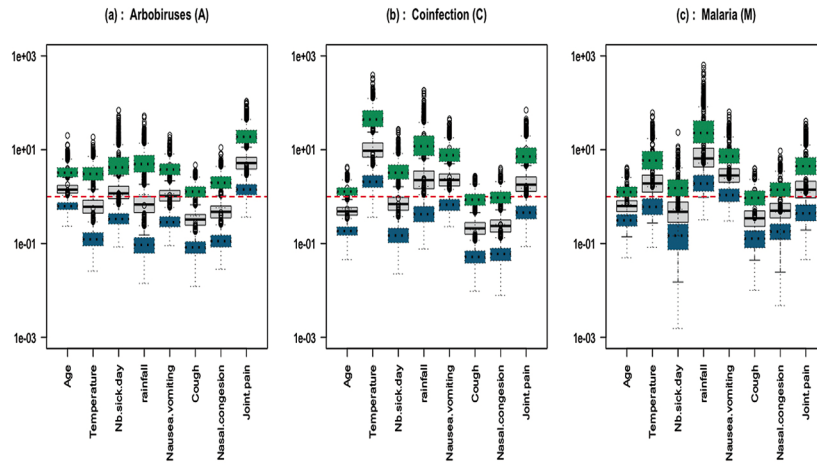 (a) : Arbobiruses (A)
(b) : Coinfection (C)
(c) : Malaria (M)
1e+03
1e+01
1e-01
1e-03
Age
Temperature
Nb.sick.day
rainfall
Nausea.vomiting
Cough
Nasal.congesion
Joint.pain
1e+03
1e+01
1e-01
1e-03
Age
Temperature
Nb.sick.day
rainfall
Nausea.vomiting
Cough
Nasal.congesion
Joint.pain
1e+03
1e+01
1e-01
1e-03
Age
Temperature
Nb.sick.day
rainfall
Nausea.vomiting
Cough
Nasal.congesion
Joint.pain